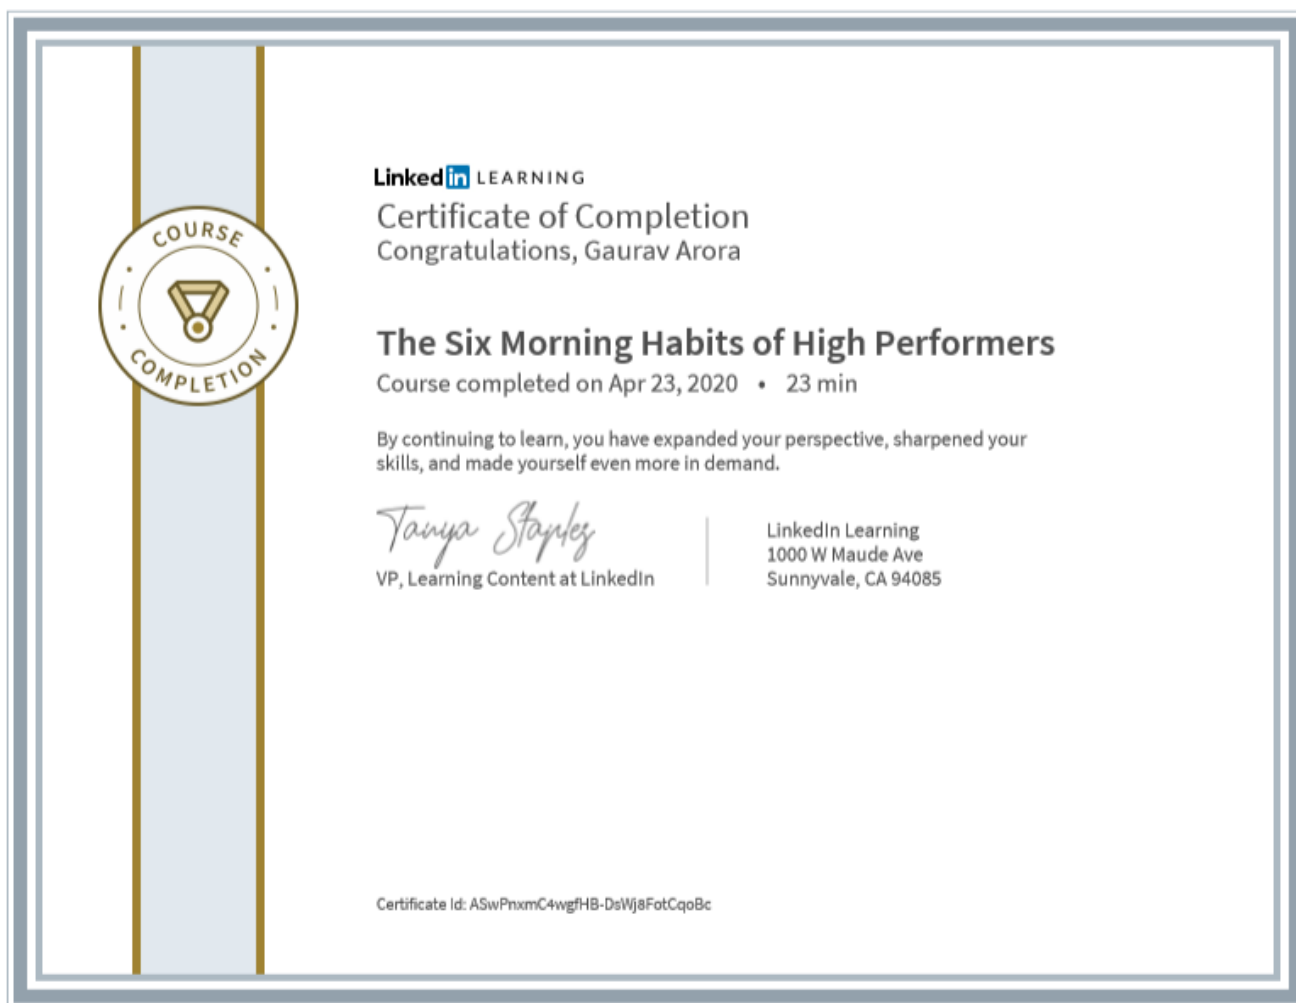 COURSE
COMPLETION
Linked in LEARNING
Certificate of Completion
Congratulations, Gaurav Arora
The Six Morning Habits of High Performers
Course completed on Apr 23, 2020 • 23 min
By continuing to learn, you have expanded your perspective, sharpened your
skills, and made yourself even more in demand.
Tanya Staples
VP, Learning Content at LinkedIn
LinkedIn Learning
1000 W Maude Ave
Sunnyvale, CA 94085
Certificate Id: ASwPnxmC4wgfHB-DsWj8FotCqoBc